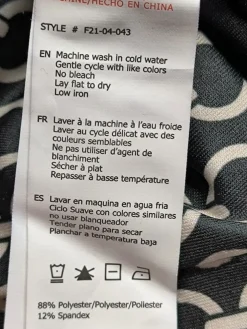 CHINE/HECHO EN CHINA
STYLE # F21-04-043
EN Machine wash in cold water
Gentle cycle with like colors
No bleach
Lay flat to dry
Low iron
FR Laver à la machine à l'eau froide
Laver au cycle délicat avec des
couleurs semblables
Ne pas utiliser d'agent de
blanchiment
Sécher à plat
Repasser à basse température
ES Lavar en maquina en agua fria
Ciclo Suave con colores similares
no usar blanqueador
Tender plano para secar
Planchar a temperatura baja
88% Polyester/Polyester/Poliester
12% Spandex